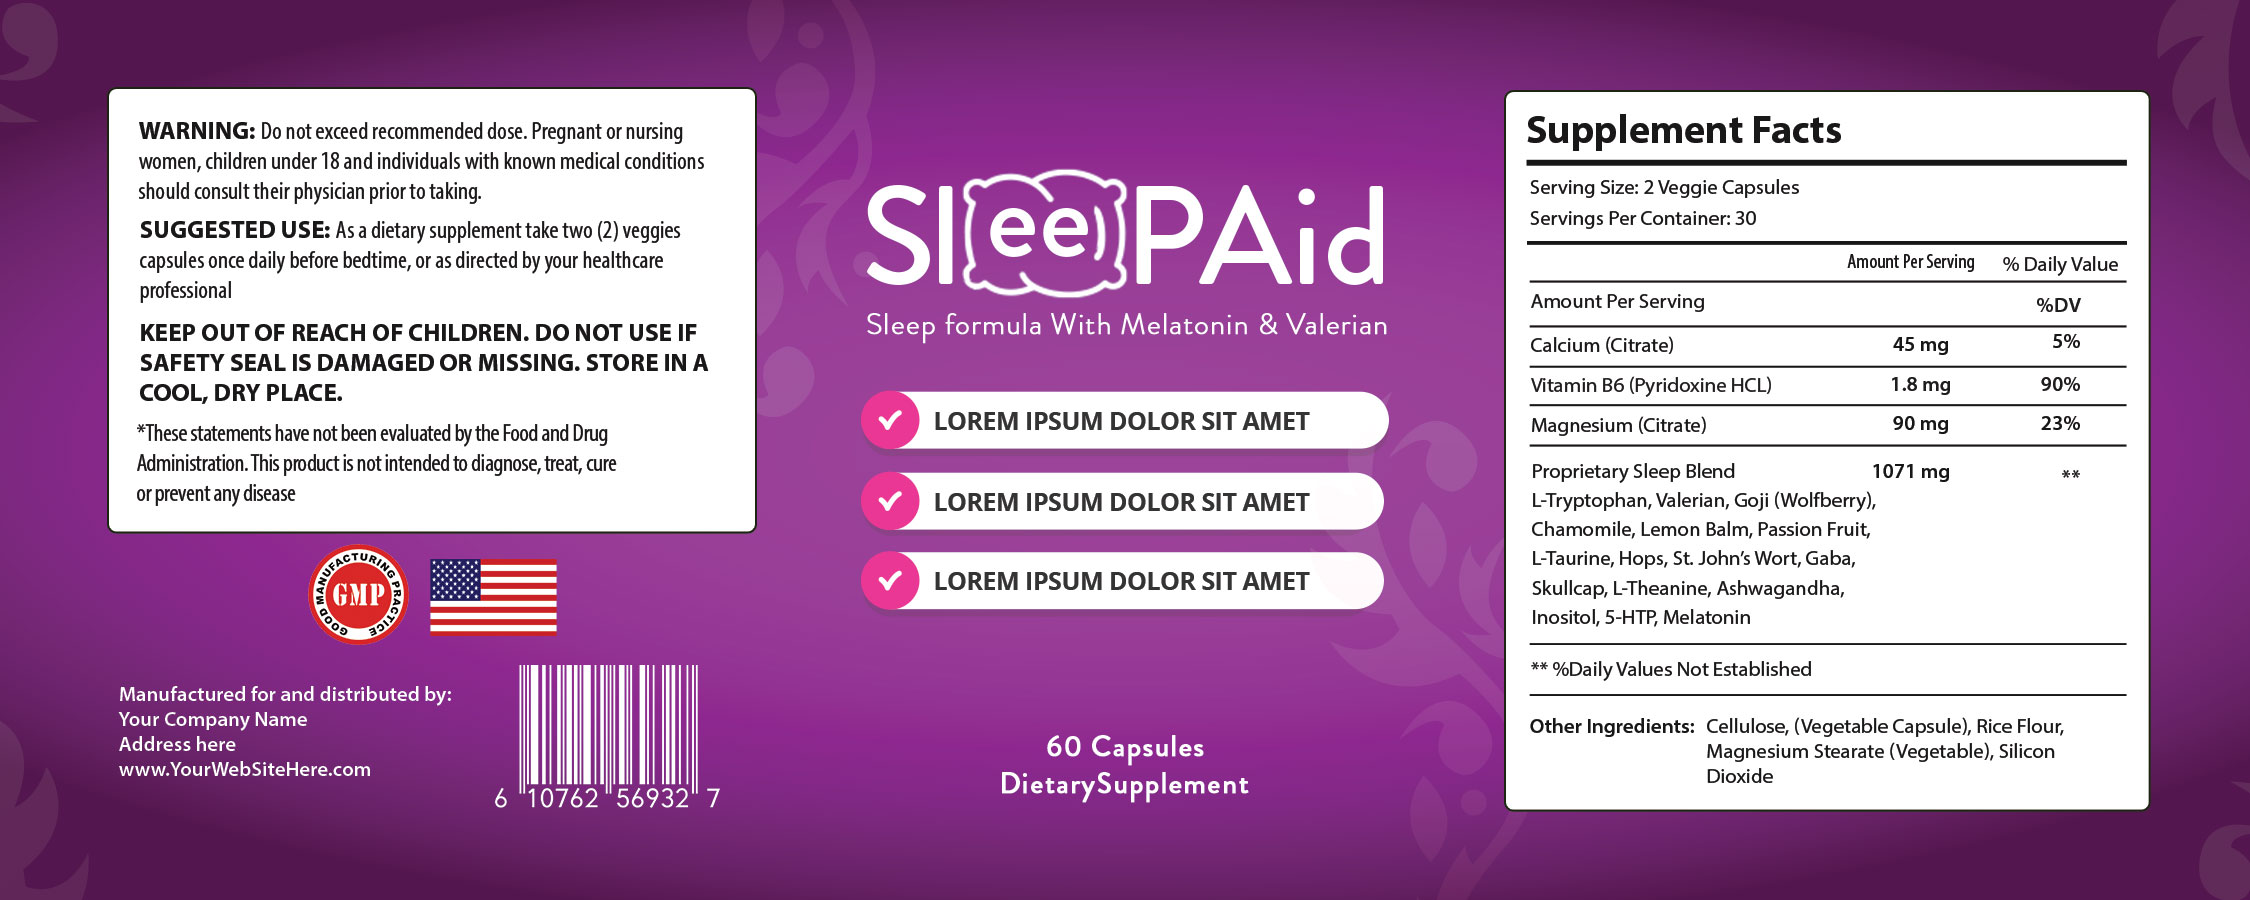 WARNING: Do not exceed recommended dose. Pregnant or nursing
women, children under 18 and individuals with known medical conditions
should consult their physician prior to taking.
SUGGESTED USE: As a dietary supplement take two (2) veggies
capsules once daily before bedtime, or as directed by your healthcare
professional
KEEP OUT OF REACH OF CHILDREN. DO NOT USE IF
SAFETY SEAL IS DAMAGED OR MISSING. STORE IN A
COOL, DRY PLACE.
*These statements have not been evaluated by the Food and Drug
Administration. This product is not intended to diagnose, treat, cure
or prevent any disease
GOOD MANUFACTURING PRACTICE
GMP
Manufactured for and distributed by:
Your Company Name
Address here
www.YourWebSiteHere.com
6 10762 56932 7
SleePAid
Sleep formula With Melatonin & Valerian
LOREM IPSUM DOLOR SIT AMET
LOREM IPSUM DOLOR SIT AMET
LOREM IPSUM DOLOR SIT AMET
60 Capsules
DietarySupplement
Supplement Facts
Serving Size: 2 Veggie Capsules
Servings Per Container: 30
Amount Per Serving % Daily Value
Amount Per Serving %DV
Calcium (Citrate) 45 mg 5%
Vitamin B6 (Pyridoxine HCL) 1.8 mg 90%
Magnesium (Citrate) 90 mg 23%
Proprietary Sleep Blend 1071 mg **
L-Tryptophan, Valerian, Goji (Wolfberry),
Chamomile, Lemon Balm, Passion Fruit,
L-Taurine, Hops, St. John's Wort, Gaba,
Skullcap, L-Theanine, Ashwagandha,
Inositol, 5-HTP, Melatonin
** %Daily Values Not Established
Other Ingredients: Cellulose, (Vegetable Capsule), Rice Flour,
Magnesium Stearate (Vegetable), Silicon
Dioxide